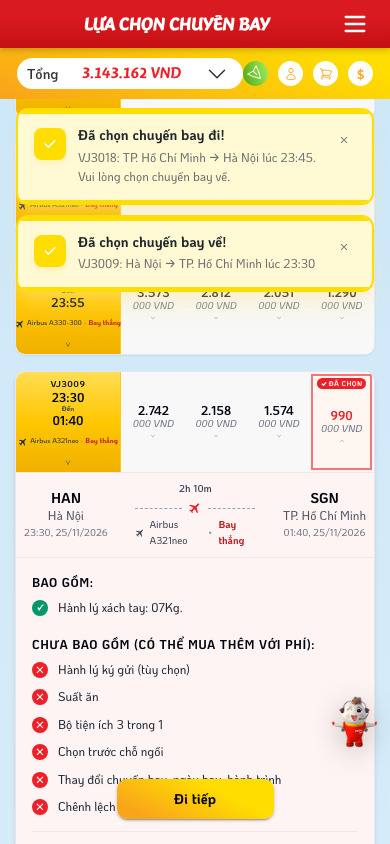 LỰA CHỌN CHUYẾN BAY
Tổng 3.143.162 VND
$
Đã chọn chuyến bay đi!
VJ3018: TP. Hồ Chí Minh → Hà Nội lúc 23:45.
Vui lòng chọn chuyến bay về.
Đã chọn chuyến bay về!
VJ3009: Hà Nội → TP. Hồ Chí Minh lúc 23:30
3.573 2.812 2.051 1.290
23:55
000 VND 000 VND 000 VND 000 VND
Airbus A330-300 - Bay thẳng
VJ3009
23:30
Đến
01:40
Airbus A321neo - Bay thẳng
2.742 2.158 1.574
000 VND 000 VND 000 VND
ĐÃ CHỌN
990
000 VND
HAN
Hà Nội
23:30, 25/11/2026
2h 10m
Airbus A321neo
Bay thẳng
SGN
TP. Hồ Chí Minh
01:40, 25/11/2026
BAO GỒM:
Hành lý xách tay: 07Kg.
CHƯA BAO GỒM (CÓ THỂ MUA THÊM VỚI PHÍ):
Hành lý ký gửi (tùy chọn)
Suất ăn
Bộ tiện ích 3 trong 1
Chọn trước chỗ ngồi
Thay đổi chuyến bay, ngày bay, hành trình
Chênh lệch
Đi tiếp